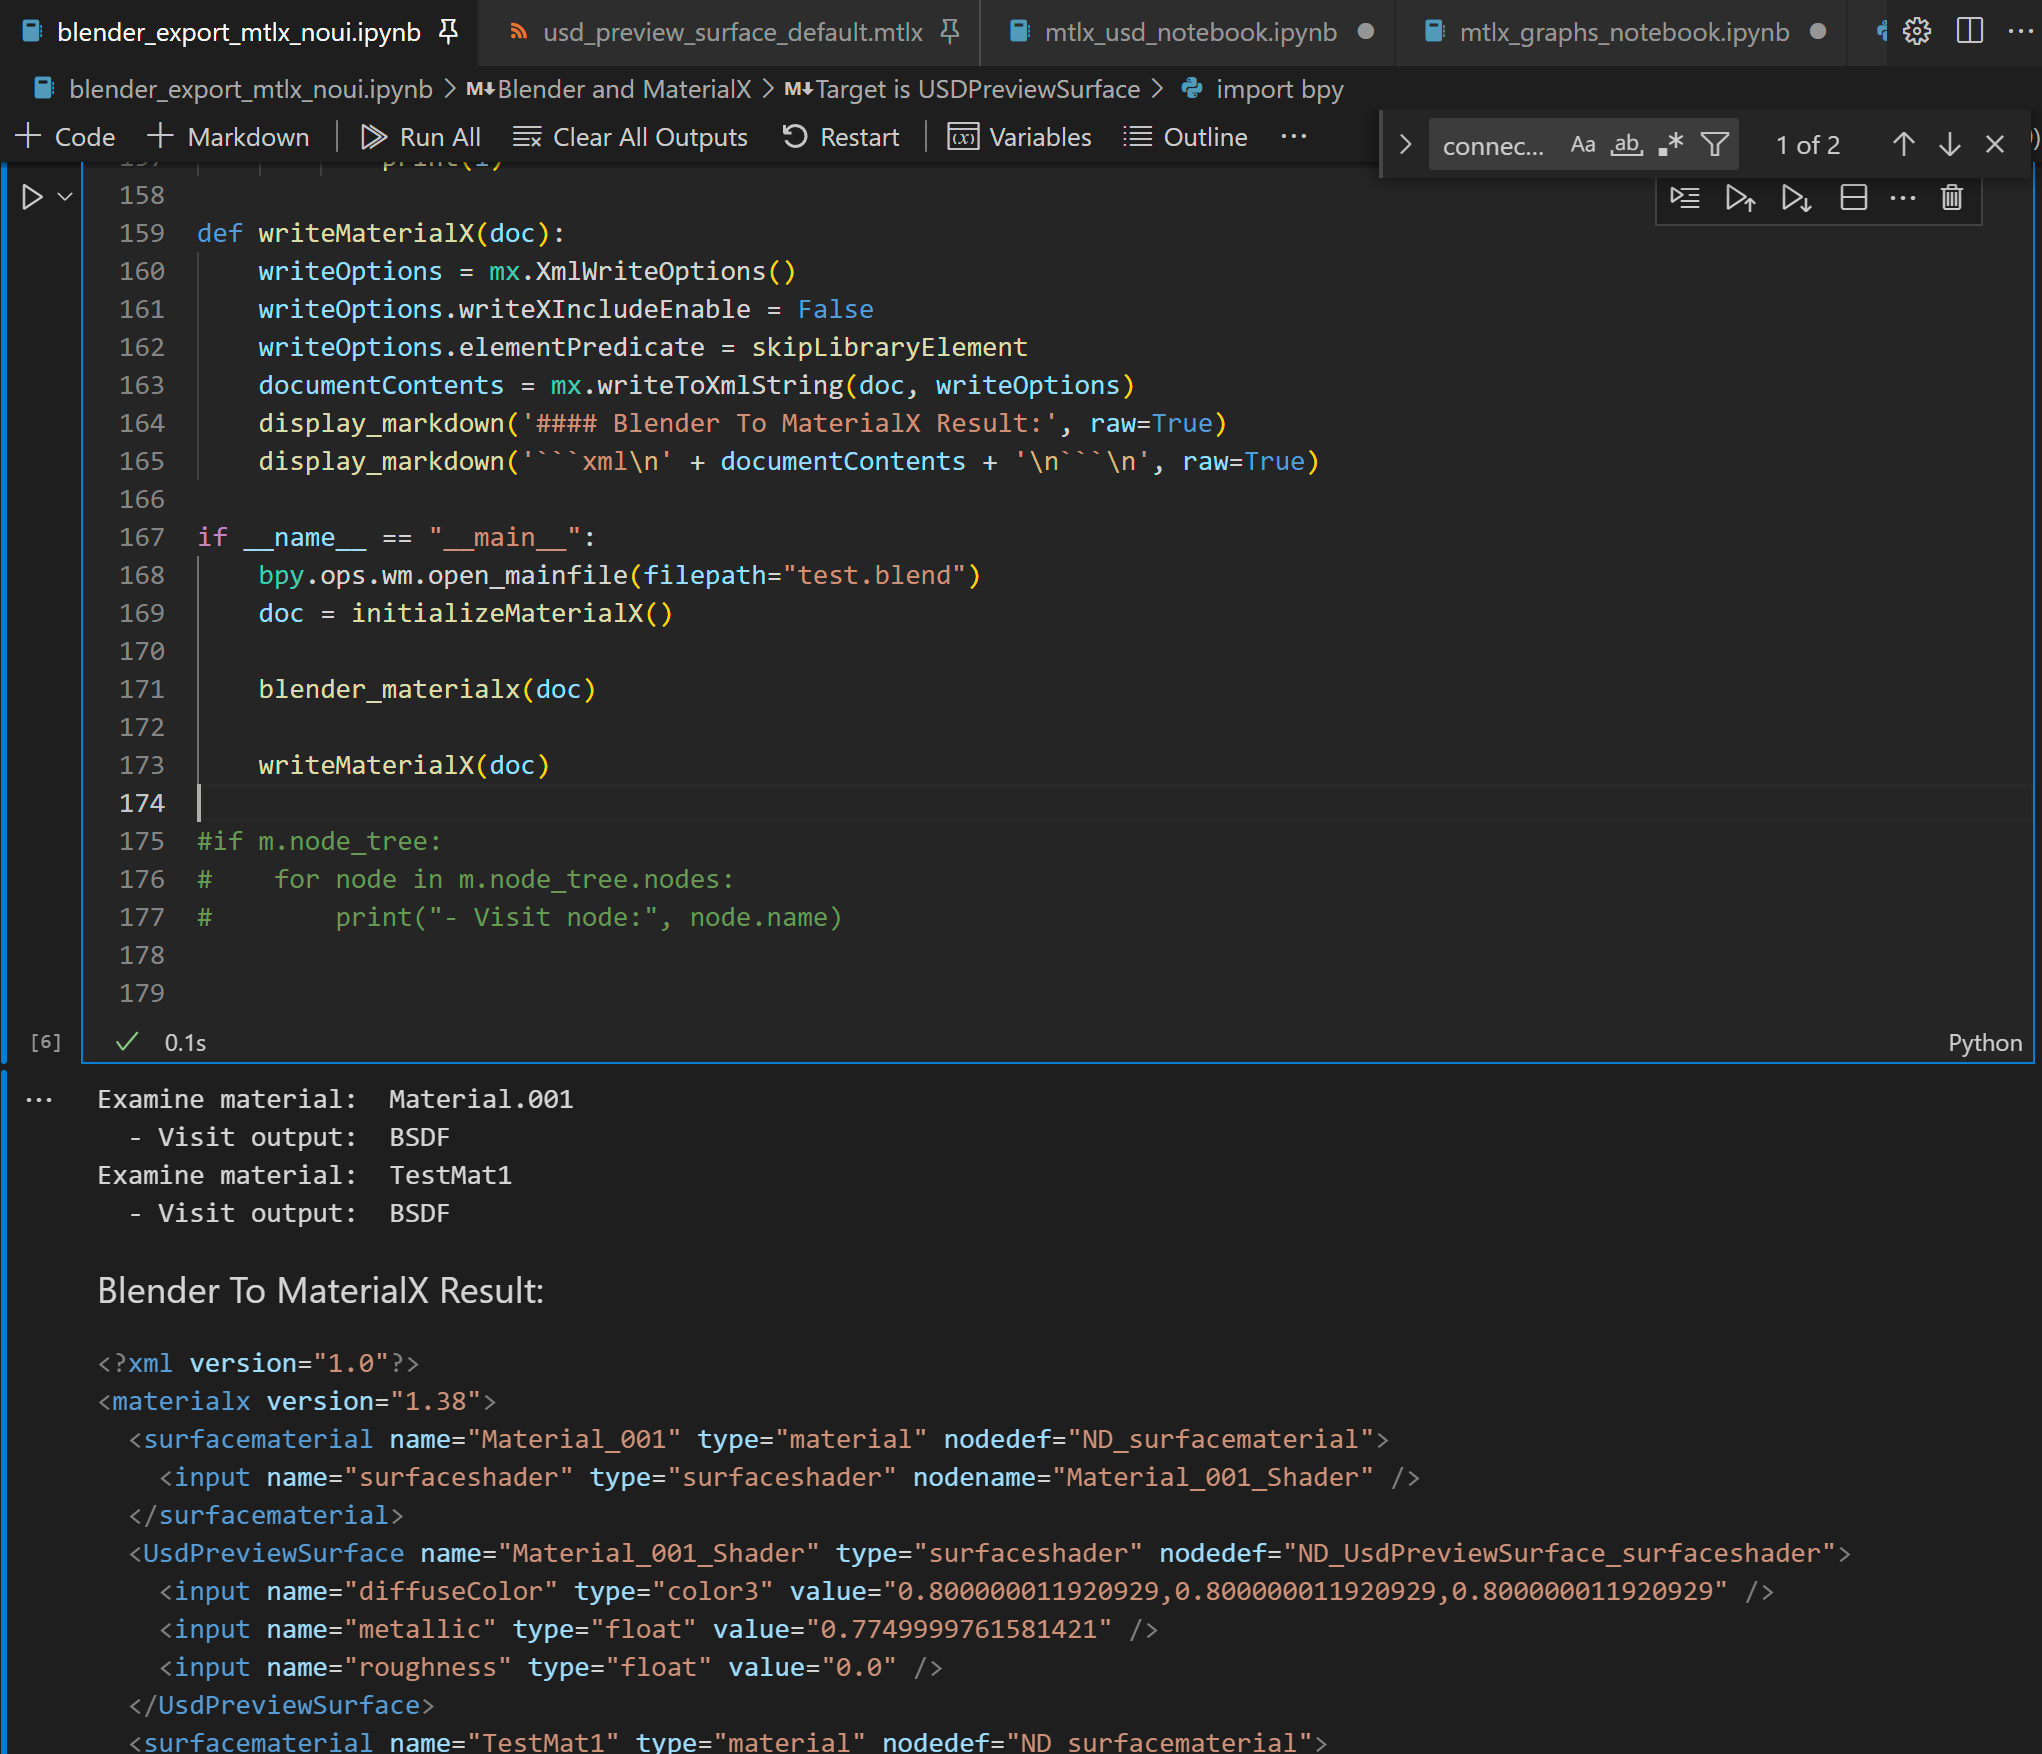 blender_export_mtlx_noui.ipynb usd_preview_surface_default.mtlx mtlx_usd_notebook.ipynb mtlx_graphs_notebook.ipynb
blender_export_mtlx_noui.ipynb > M↓Blender and MaterialX > M↓Target is USDPreviewSurface > import bpy
+ Code + Markdown Run All Clear All Outputs Restart Variables Outline ...
connec... Aa ab .* 1 of 2
157 print(i)
158
159 def writeMaterialX(doc):
160     writeOptions = mx.XmlWriteOptions()
161     writeOptions.writeXIncludeEnable = False
162     writeOptions.elementPredicate = skipLibraryElement
163     documentContents = mx.writeToXmlString(doc, writeOptions)
164     display_markdown('#### Blender To MaterialX Result:', raw=True)
165     display_markdown('```xml\n' + documentContents + '\n```\n', raw=True)
166
167 if __name__ == "__main__":
168     bpy.ops.wm.open_mainfile(filepath="test.blend")
169     doc = initializeMaterialX()
170
171     blender_materialx(doc)
172
173     writeMaterialX(doc)
174
175 #if m.node_tree:
176 #    for node in m.node_tree.nodes:
177 #        print("- Visit node:", node.name)
178
179
[6] 0.1s Python
Examine material:  Material.001
  - Visit output:  BSDF
Examine material:  TestMat1
  - Visit output:  BSDF
Blender To MaterialX Result:
<?xml version="1.0"?>
<materialx version="1.38">
  <surfacematerial name="Material_001" type="material" nodedef="ND_surfacematerial">
    <input name="surfaceshader" type="surfaceshader" nodename="Material_001_Shader" />
  </surfacematerial>
  <UsdPreviewSurface name="Material_001_Shader" type="surfaceshader" nodedef="ND_UsdPreviewSurface_surfaceshader">
    <input name="diffuseColor" type="color3" value="0.800000011920929,0.800000011920929,0.800000011920929" />
    <input name="metallic" type="float" value="0.7749999761581421" />
    <input name="roughness" type="float" value="0.0" />
  </UsdPreviewSurface>
  <surfacematerial name="TestMat1" type="material" nodedef="ND_surfacematerial">